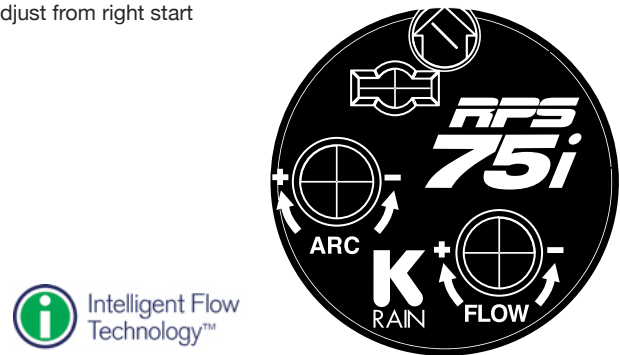 djust from right start
RPS
75i
+ -
ARC
+ -
FLOW
K
RAIN
i Intelligent Flow
Technology™